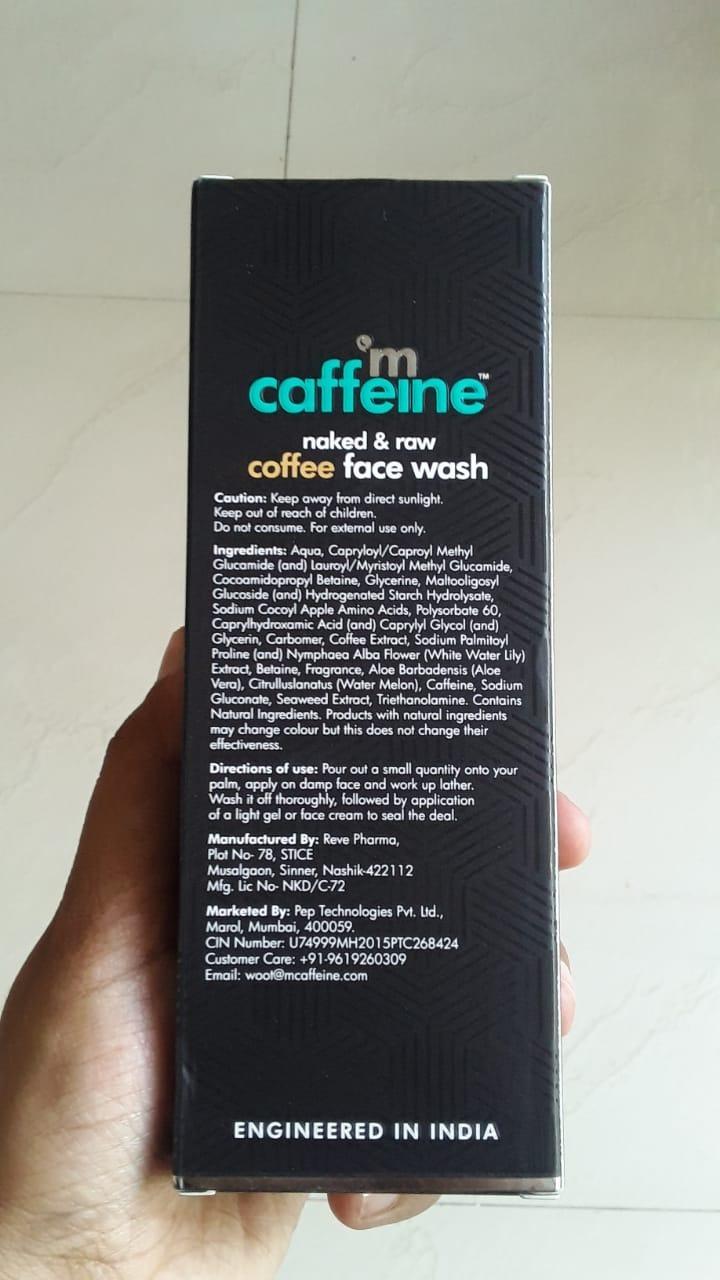 'm
caffeine™
naked & raw
coffee face wash
Caution: Keep away from direct sunlight.
Keep out of reach of children.
Do not consume. For external use only.
Ingredients: Aqua, Capryloyl/Caproyl Methyl
Glucamide (and) Lauroyl/Myristoyl Methyl Glucamide,
Cocoamidopropyl Betaine, Glycerine, Maltooligosyl
Glucoside (and) Hydrogenated Starch Hydrolysate,
Sodium Cocoyl Apple Amino Acids, Polysorbate 60,
Caprylhydroxamic Acid (and) Caprylyl Glycol (and)
Glycerin, Carbomer, Coffee Extract, Sodium Palmitoyl
Proline (and) Nymphaea Alba Flower (White Water Lily)
Extract, Betaine, Fragrance, Aloe Barbadensis (Aloe
Vera), Citrulluslanatus (Water Melon), Caffeine, Sodium
Gluconate, Seaweed Extract, Triethanolamine. Contains
Natural Ingredients. Products with natural ingredients
may change colour but this does not change their
effectiveness.
Directions of use: Pour out a small quantity onto your
palm, apply on damp face and work up lather.
Wash it off thoroughly, followed by application
of a light gel or face cream to seal the deal.
Manufactured By: Reve Pharma,
Plot No- 78, STICE
Musalgaon, Sinner, Nashik-422112
Mfg. Lic No- NKD/C-72
Marketed By: Pep Technologies Pvt. Ltd.,
Marol, Mumbai, 400059.
CIN Number: U74999MH2015PTC268424
Customer Care: +91-9619260309
Email: woot@mcaffeine.com
ENGINEERED IN INDIA